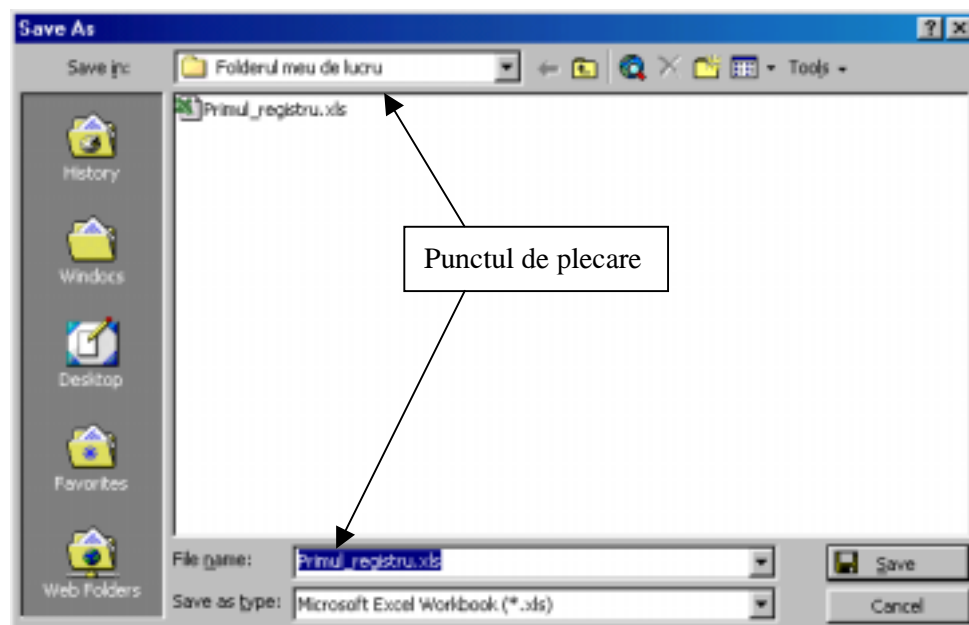 Save As
Save in: Folderul meu de lucru Tools
Primul_registru.xls
History
Punctul de plecare
Windocs
Desktop
Favorites
Web Folders
File name: Primul_registru.xls Save
Save as type: Microsoft Excel Workbook (*.xls) Cancel